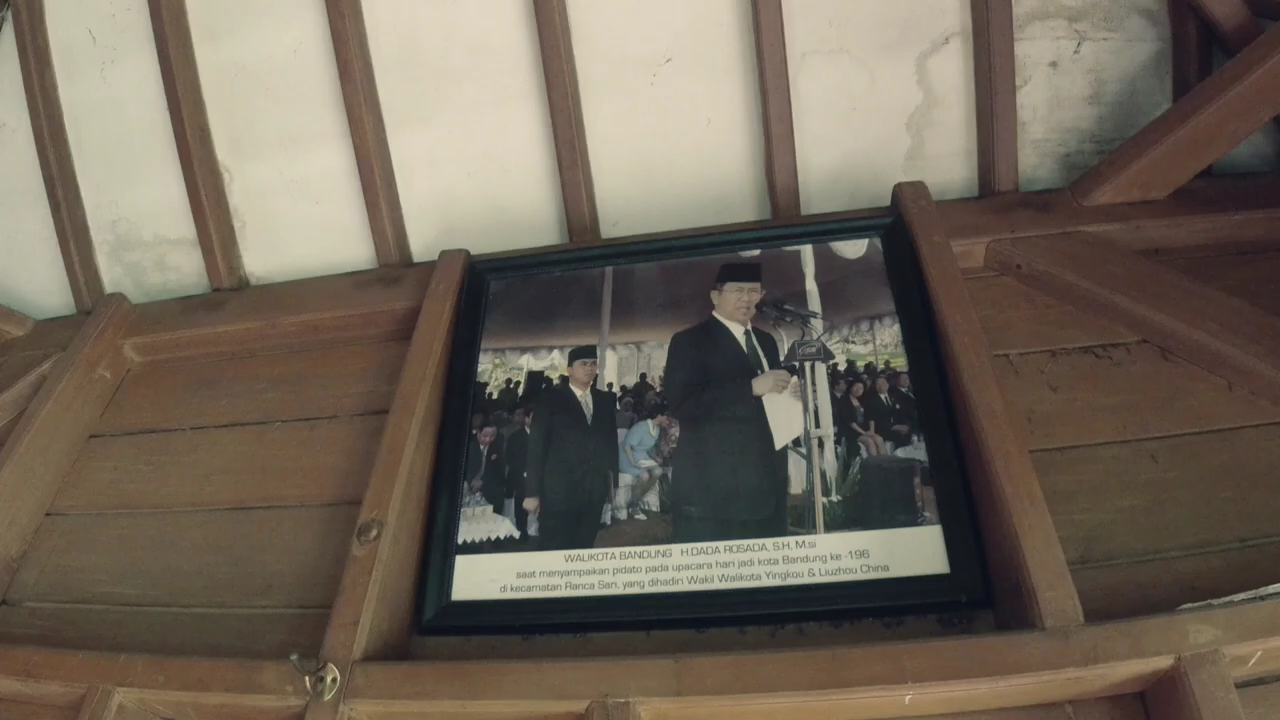 WALIKOTA BANDUNG H.DADA ROSADA, S.H, M.si
saat menyampaikan pidato pada upacara hari jadi kota Bandung ke -196
di kecamatan Ranca Sari, yang dihadiri Wakil Walikota Yingkou & Liuzhou China